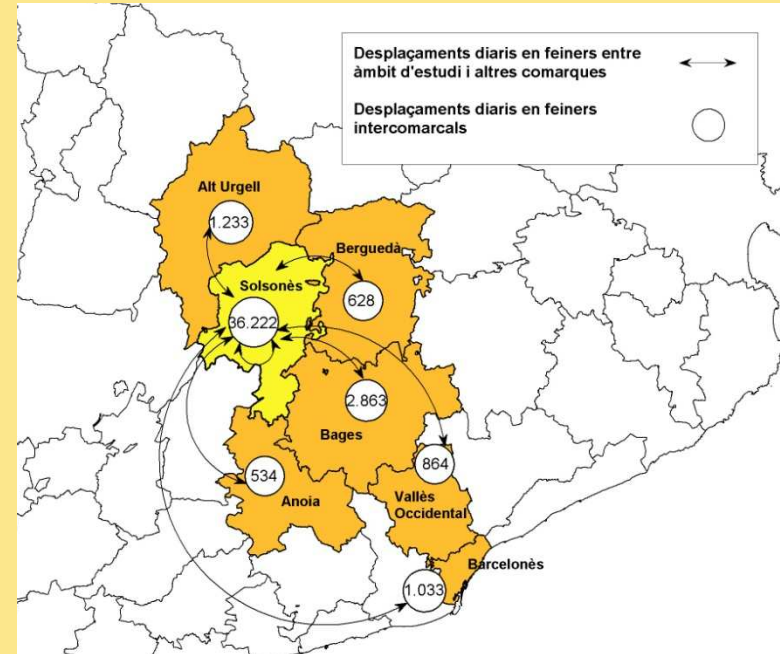 Desplaçaments diaris en feiners entre
àmbit d'estudi i altres comarques
Desplaçaments diaris en feiners
intercomarcals
Alt Urgell
1.233
Berguedà
628
Solsonès
36.222
2.863
Bages
864
Vallès
Occidental
534
Anoia
Barcelonès
1.033